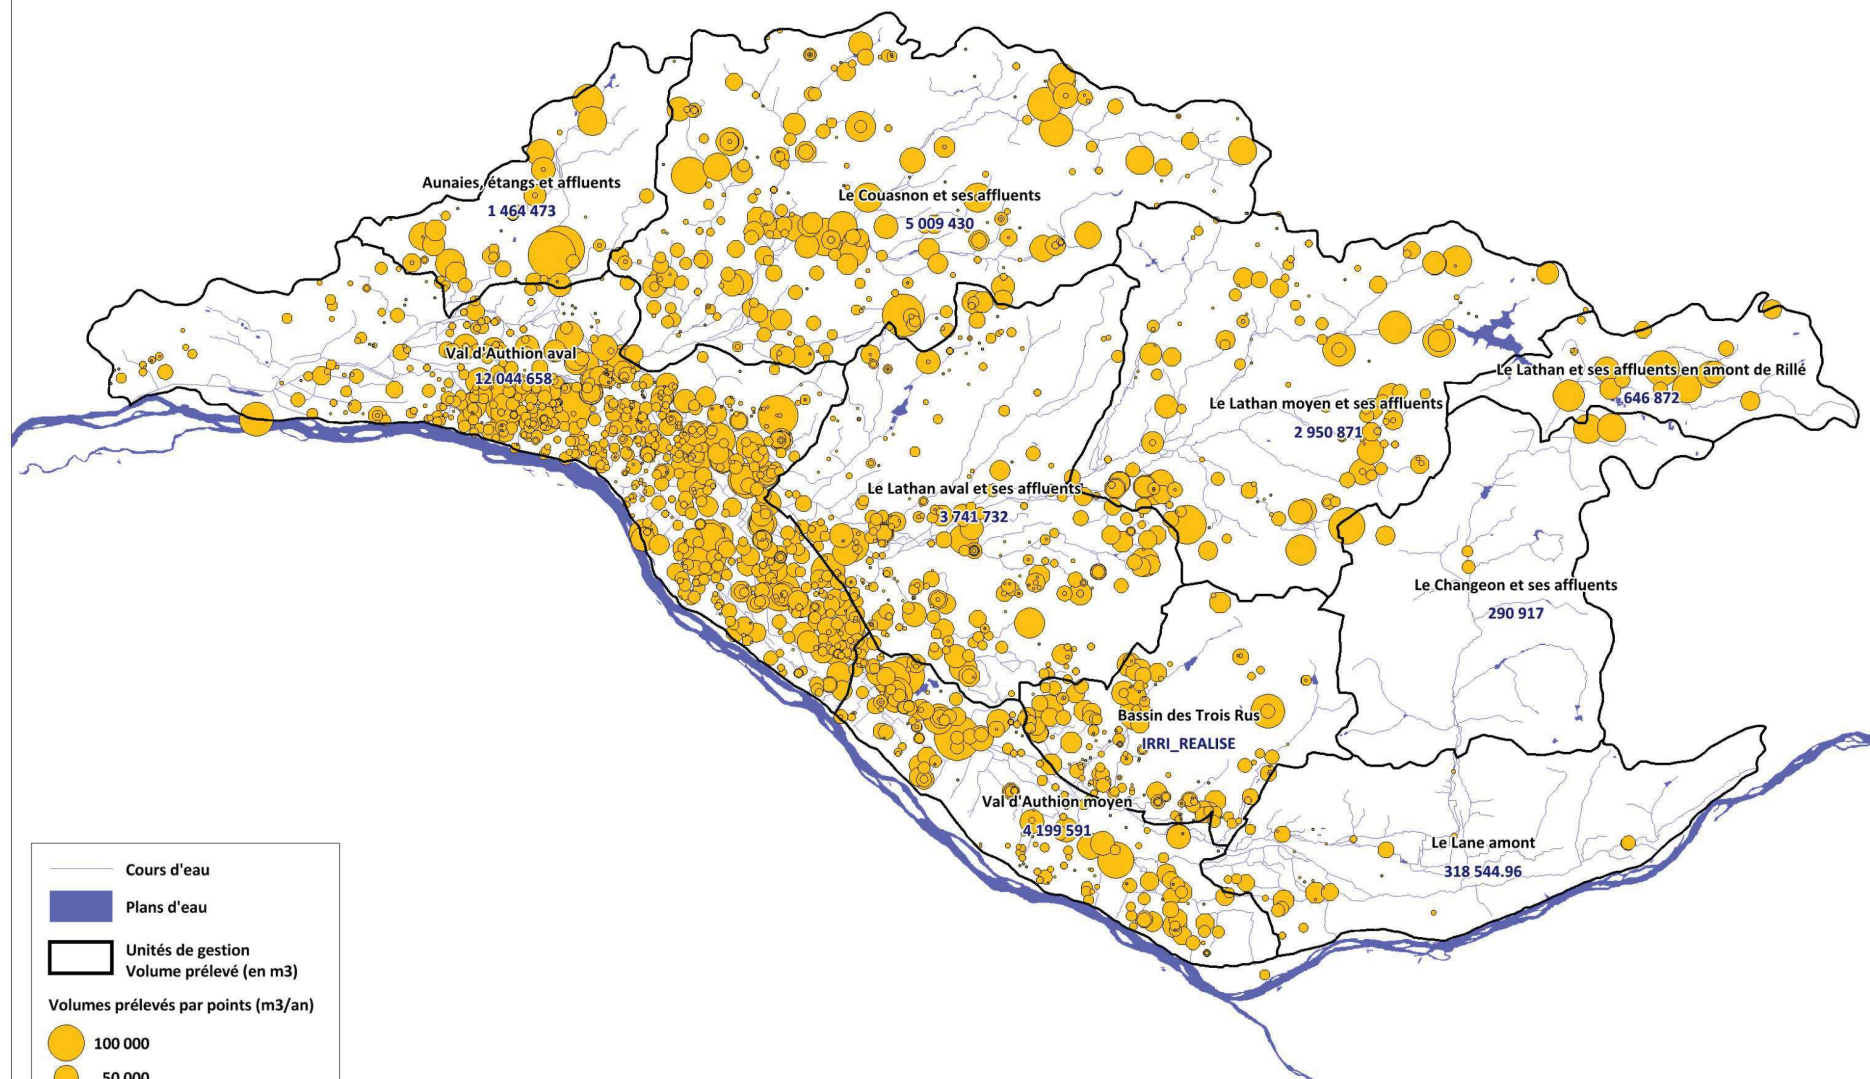 Aunaies, étangs et affluents
1 464 473
Le Couasnon et ses affluents
5 009 430
Val d'Authion aval
12 044 658
Le Lathan et ses affluents en amont de Rillé
646 872
Le Lathan moyen et ses affluents
2 950 871
Le Lathan aval et ses affluents
3 741 732
Le Changeon et ses affluents
290 917
Bassin des Trois Rus
IRRI_REALISE
Val d'Authion moyen
4 199 591
Le Lane amont
318 544.96
Cours d'eau
Plans d'eau
Unités de gestion
Volume prélevé (en m3)
Volumes prélevés par points (m3/an)
100 000
50 000